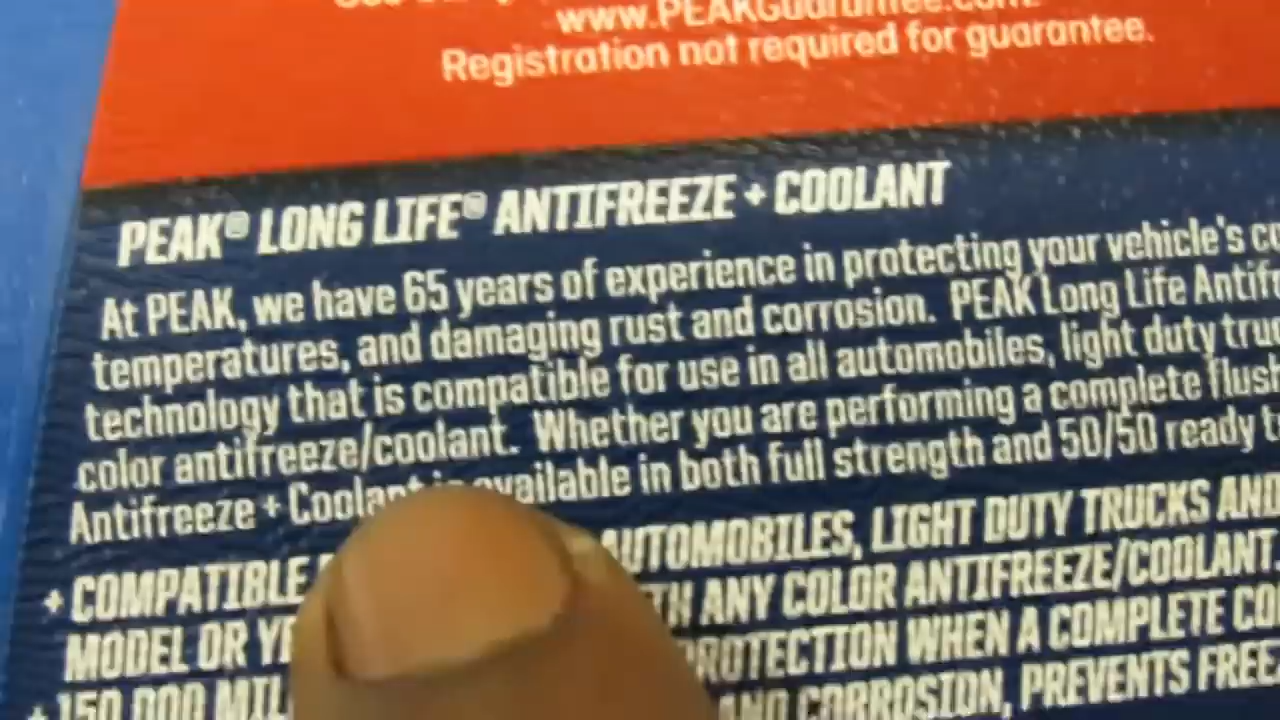 www.PEAKGuarantee.com.
Registration not required for guarantee.
PEAK® LONG LIFE® ANTIFREEZE + COOLANT
At PEAK, we have 65 years of experience in protecting your vehicle's
temperatures, and damaging rust and corrosion. PEAK Long Life
technology that is compatible for use in all automobiles, light duty
color antifreeze/coolant. Whether you are performing a complete flush
Antifreeze + Coolant is available in both full strength and 50/50 ready
+ COMPATIBLE AUTOMOBILES, LIGHT DUTY TRUCKS AND
MODEL OR ANY COLOR ANTIFREEZE/COOLANT.
PROTECTION WHEN A COMPLETE
+ 150,000 AND CORROSION, PREVENTS